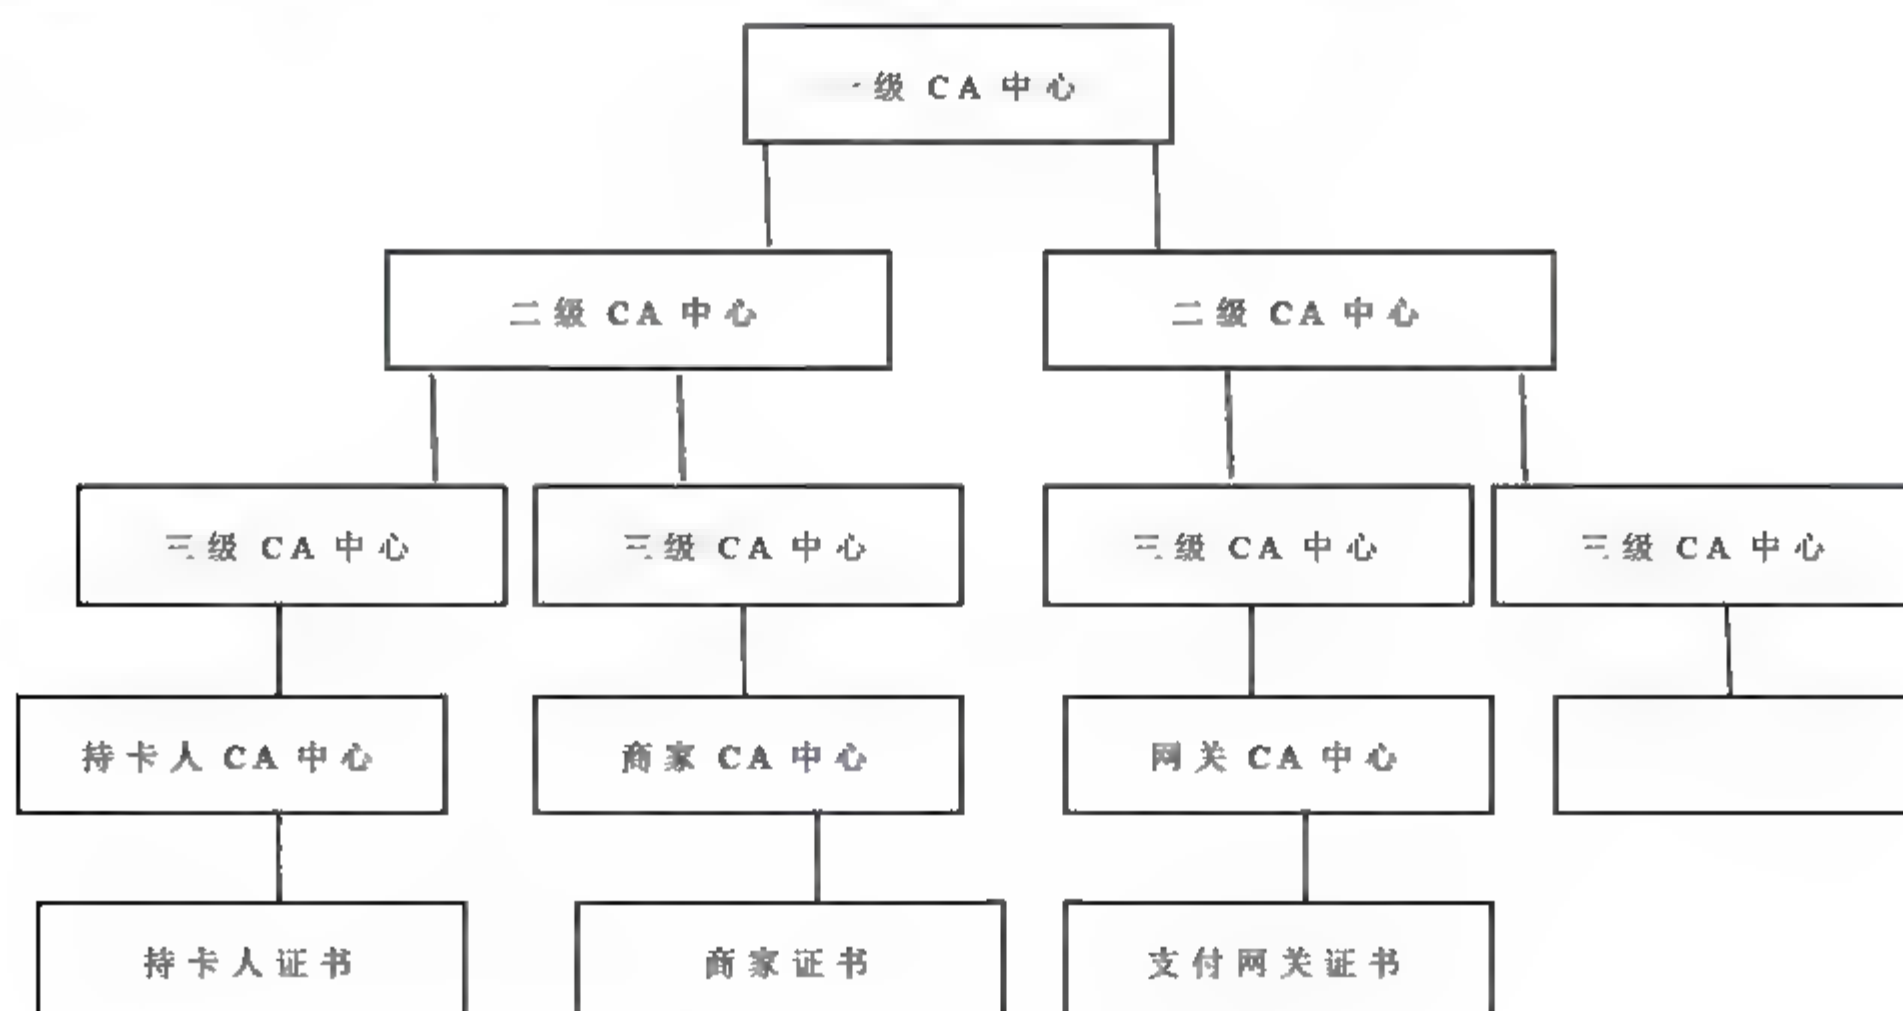 一级 CA 中心
二级 CA 中心
二级 CA 中心
三级 CA 中心
三级 CA 中心
三级 CA 中心
三级 CA 中心
持卡人 CA 中心
商家 CA 中心
网关 CA 中心
持卡人证书
商家证书
支付网关证书